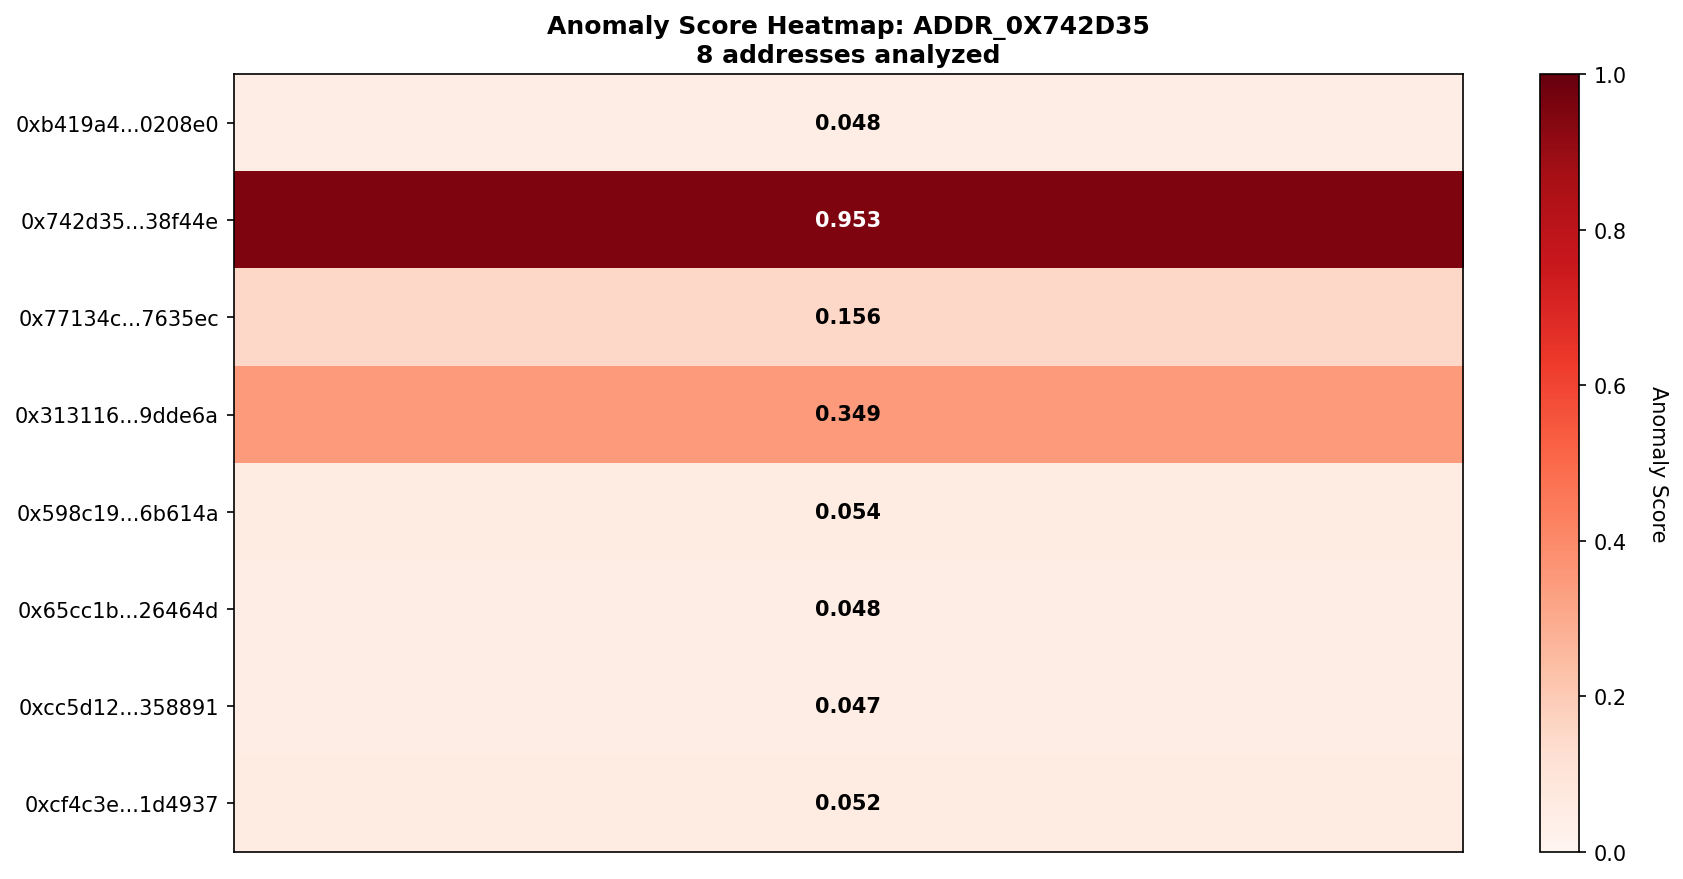 Anomaly Score Heatmap: ADDR_0X742D35
8 addresses analyzed
0xb419a4...0208e0
0.048
0x742d35...38f44e
0.953
0x77134c...7635ec
0.156
0x313116...9dde6a
0.349
0x598c19...6b614a
0.054
0x65cc1b...26464d
0.048
0xcc5d12...358891
0.047
0xcf4c3e...1d4937
0.052
1.0
0.8
0.6
0.4
0.2
0.0
Anomaly Score